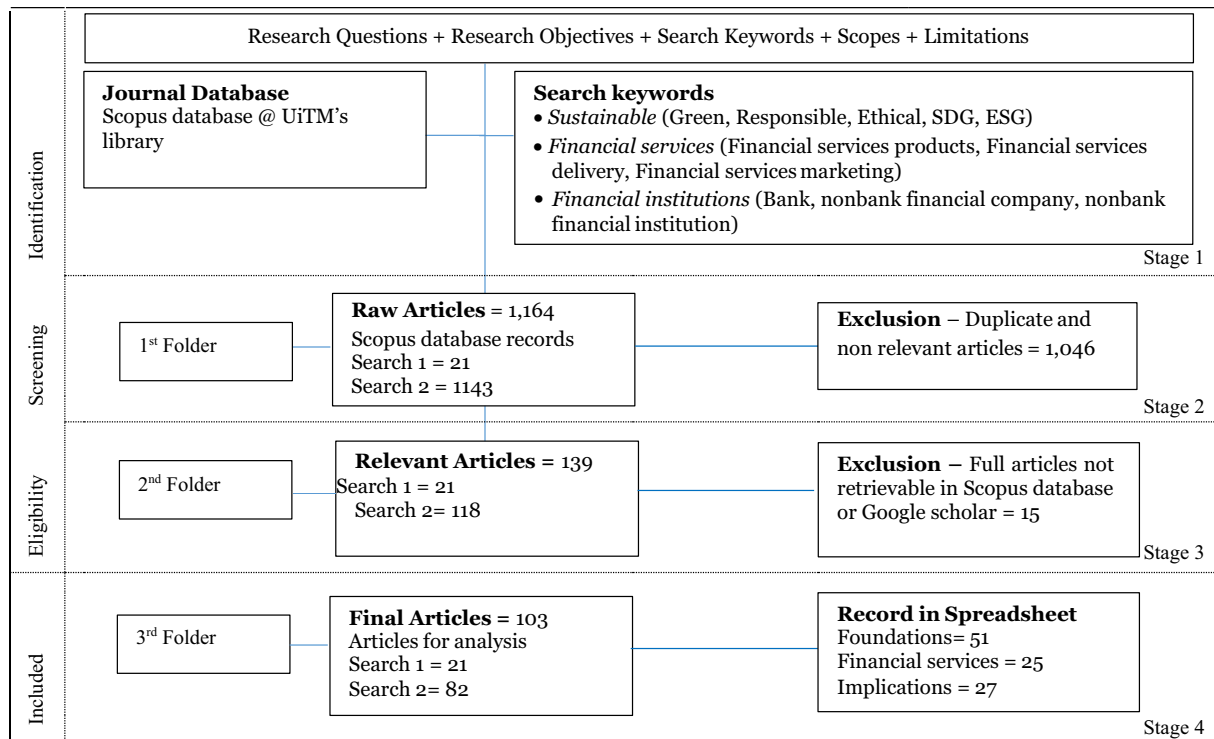 Research Questions + Research Objectives + Search Keywords + Scopes + Limitations
Journal Database
Scopus database @ UiTM's
library
Search keywords
• Sustainable (Green, Responsible, Ethical, SDG, ESG)
• Financial services (Financial services products, Financial services
delivery, Financial services marketing)
• Financial institutions (Bank, nonbank financial company, nonbank
financial institution)
Identification
Stage 1
Screening
1st Folder
Raw Articles = 1,164
Scopus database records
Search 1 = 21
Search 2 = 1143
Exclusion – Duplicate and
non relevant articles = 1,046
Stage 2
Eligibility
2nd Folder
Relevant Articles = 139
Search 1 = 21
Search 2= 118
Exclusion – Full articles not
retrievable in Scopus database
or Google scholar = 15
Stage 3
Included
3rd Folder
Final Articles = 103
Articles for analysis
Search 1 = 21
Search 2= 82
Record in Spreadsheet
Foundations= 51
Financial services = 25
Implications = 27
Stage 4